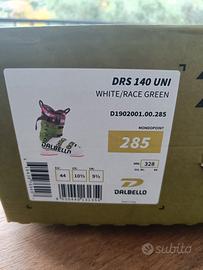 DRS 140 UNI
WHITE/RACE GREEN
D1902001.00.285
MONDOPOINT
285
328
44
10½
9½
DALBELLO
DALBELLO
subito